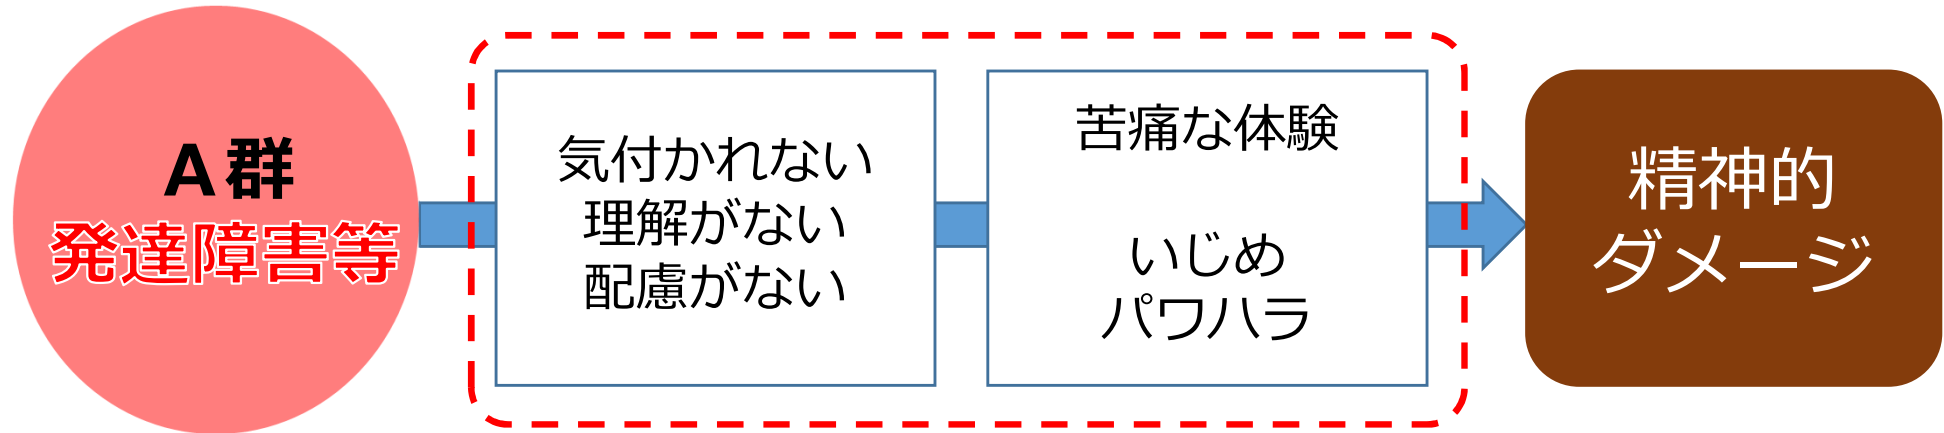 A群
発達障害等
気付かれない
理解がない
配慮がない
苦痛な体験
いじめ
パワハラ
精神的
ダメージ